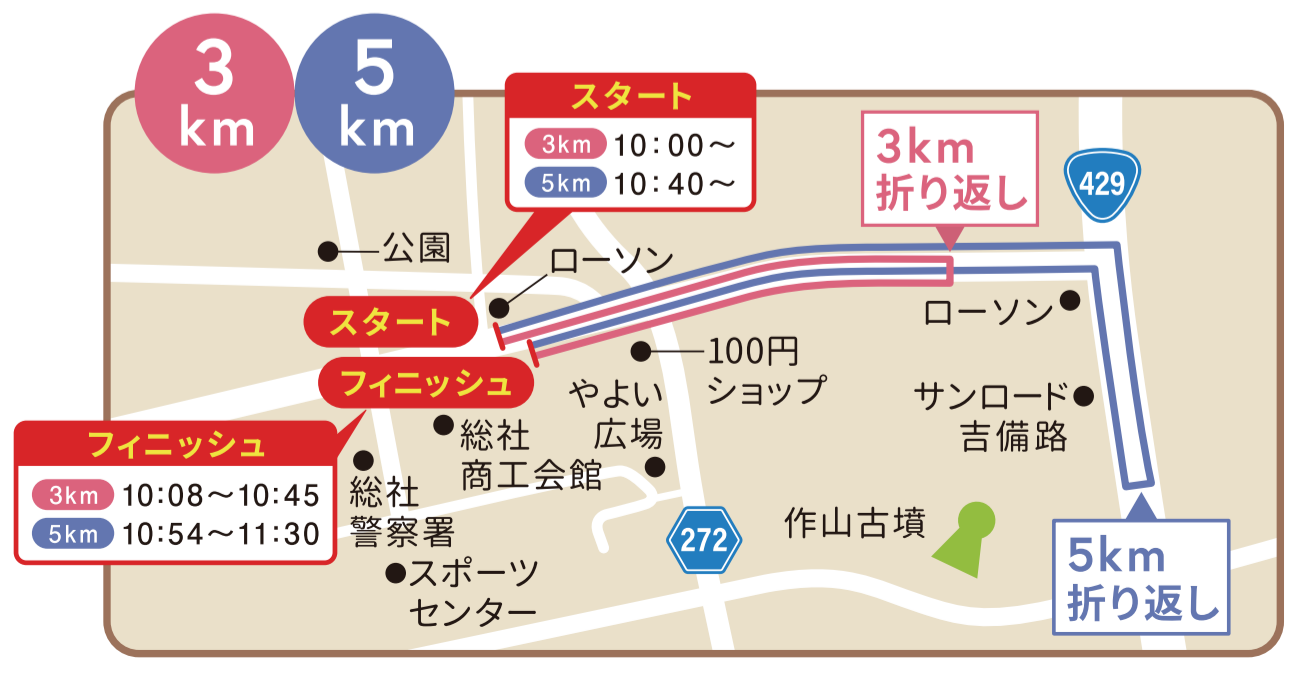 3
km
5
km
スタート
3km 10:00〜
5km 10:40〜
3km
折り返し
429
公園
ローソン
スタート
ローソン
100円
ショップ
フィニッシュ
やよい
広場
サンロード
吉備路
総社
商工会館
フィニッシュ
3km 10:08〜10:45
5km 10:54〜11:30
総社
警察署
272
作山古墳
スポーツ
センター
5km
折り返し